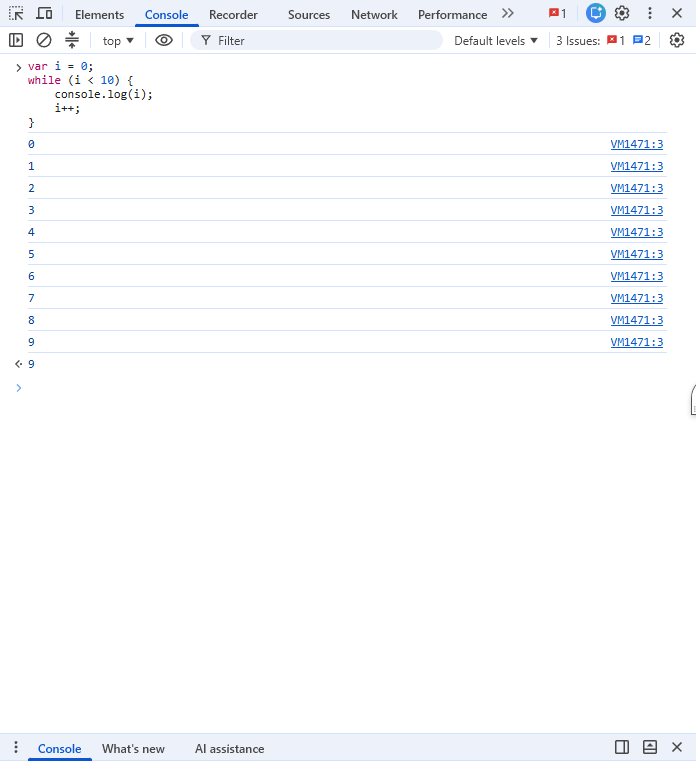 Elements Console Recorder Sources Network Performance 1
top Filter Default levels 3 Issues: 1 2
var i = 0;
while (i < 10) {
    console.log(i);
    i++;
}
0 VM1471:3
1 VM1471:3
2 VM1471:3
3 VM1471:3
4 VM1471:3
5 VM1471:3
6 VM1471:3
7 VM1471:3
8 VM1471:3
9 VM1471:3
9
Console What's new AI assistance